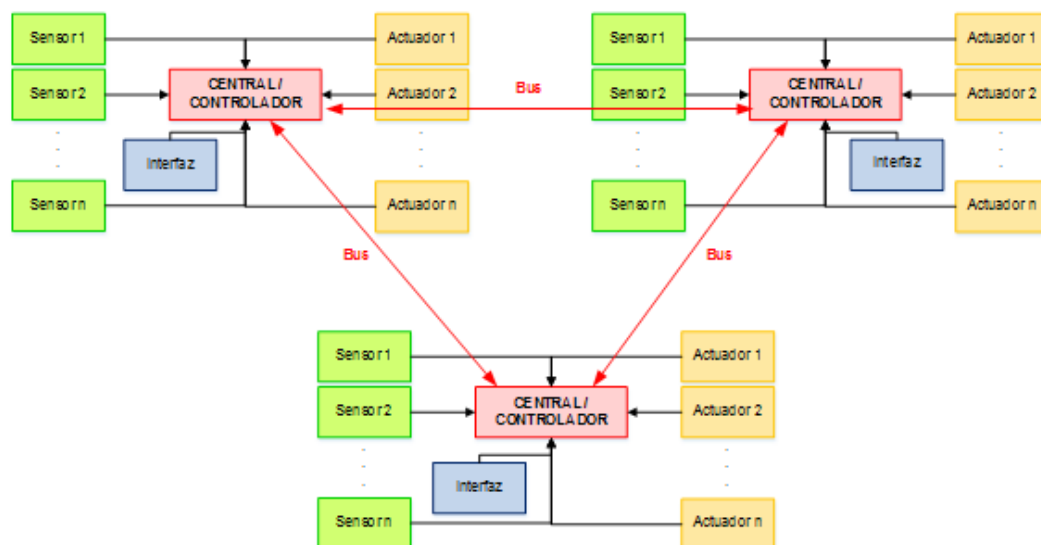 Sensor 1
Actuador 1
CENTRAL /
CONTROLADOR
Sensor 2
Actuador 2
Interfaz
Sensor n
Actuador n
Bus
Sensor 1
Actuador 1
CENTRAL /
CONTROLADOR
Sensor 2
Actuador 2
Interfaz
Sensor n
Actuador n
Bus
Bus
Sensor 1
Actuador 1
CENTRAL /
CONTROLADOR
Sensor 2
Actuador 2
Interfaz
Sensor n
Actuador n